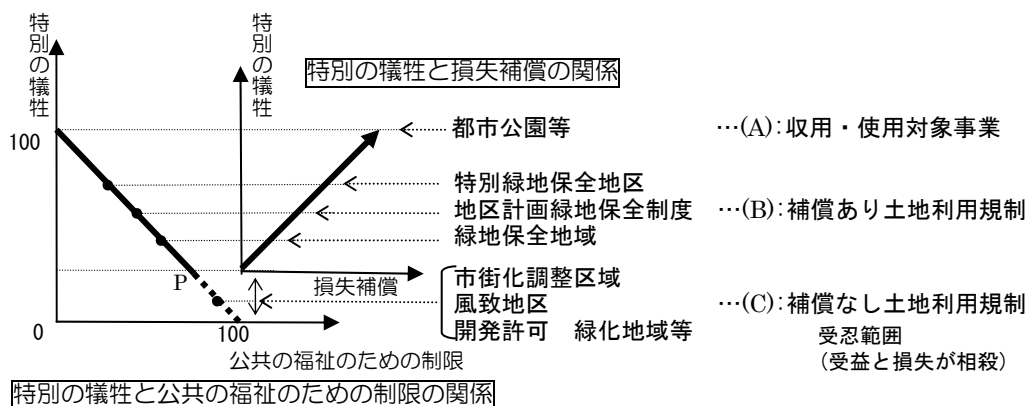 特別の犠牲
特別の犠牲
特別の犠牲と損失補償の関係
100
都市公園等 …(A):収用・使用対象事業
特別緑地保全地区
地区計画緑地保全制度 …(B):補償あり土地利用規制
緑地保全地域
P
損失補償
市街化調整区域
風致地区 …(C):補償なし土地利用規制
0
100
開発許可 緑化地域等 受忍範囲
公共の福祉のための制限
(受益と損失が相殺)
特別の犠牲と公共の福祉のための制限の関係